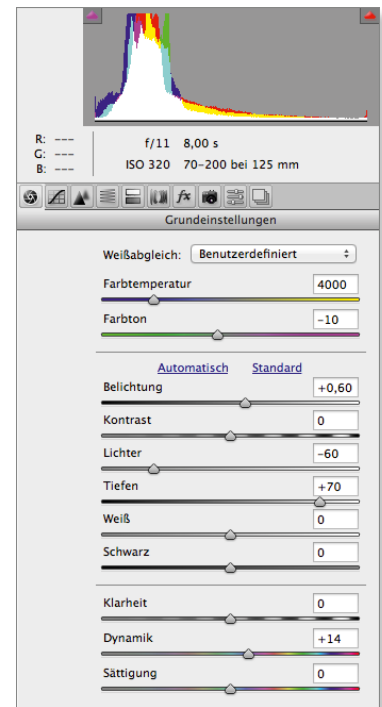 R: ---
G: ---
B: ---
f/11 8,00 s
ISO 320 70-200 bei 125 mm
fx
Grundeinstellungen
Weißabgleich: Benutzerdefiniert
Farbtemperatur 4000
Farbton -10
Automatisch Standard
Belichtung +0,60
Kontrast 0
Lichter -60
Tiefen +70
Weiß 0
Schwarz 0
Klarheit 0
Dynamik +14
Sättigung 0